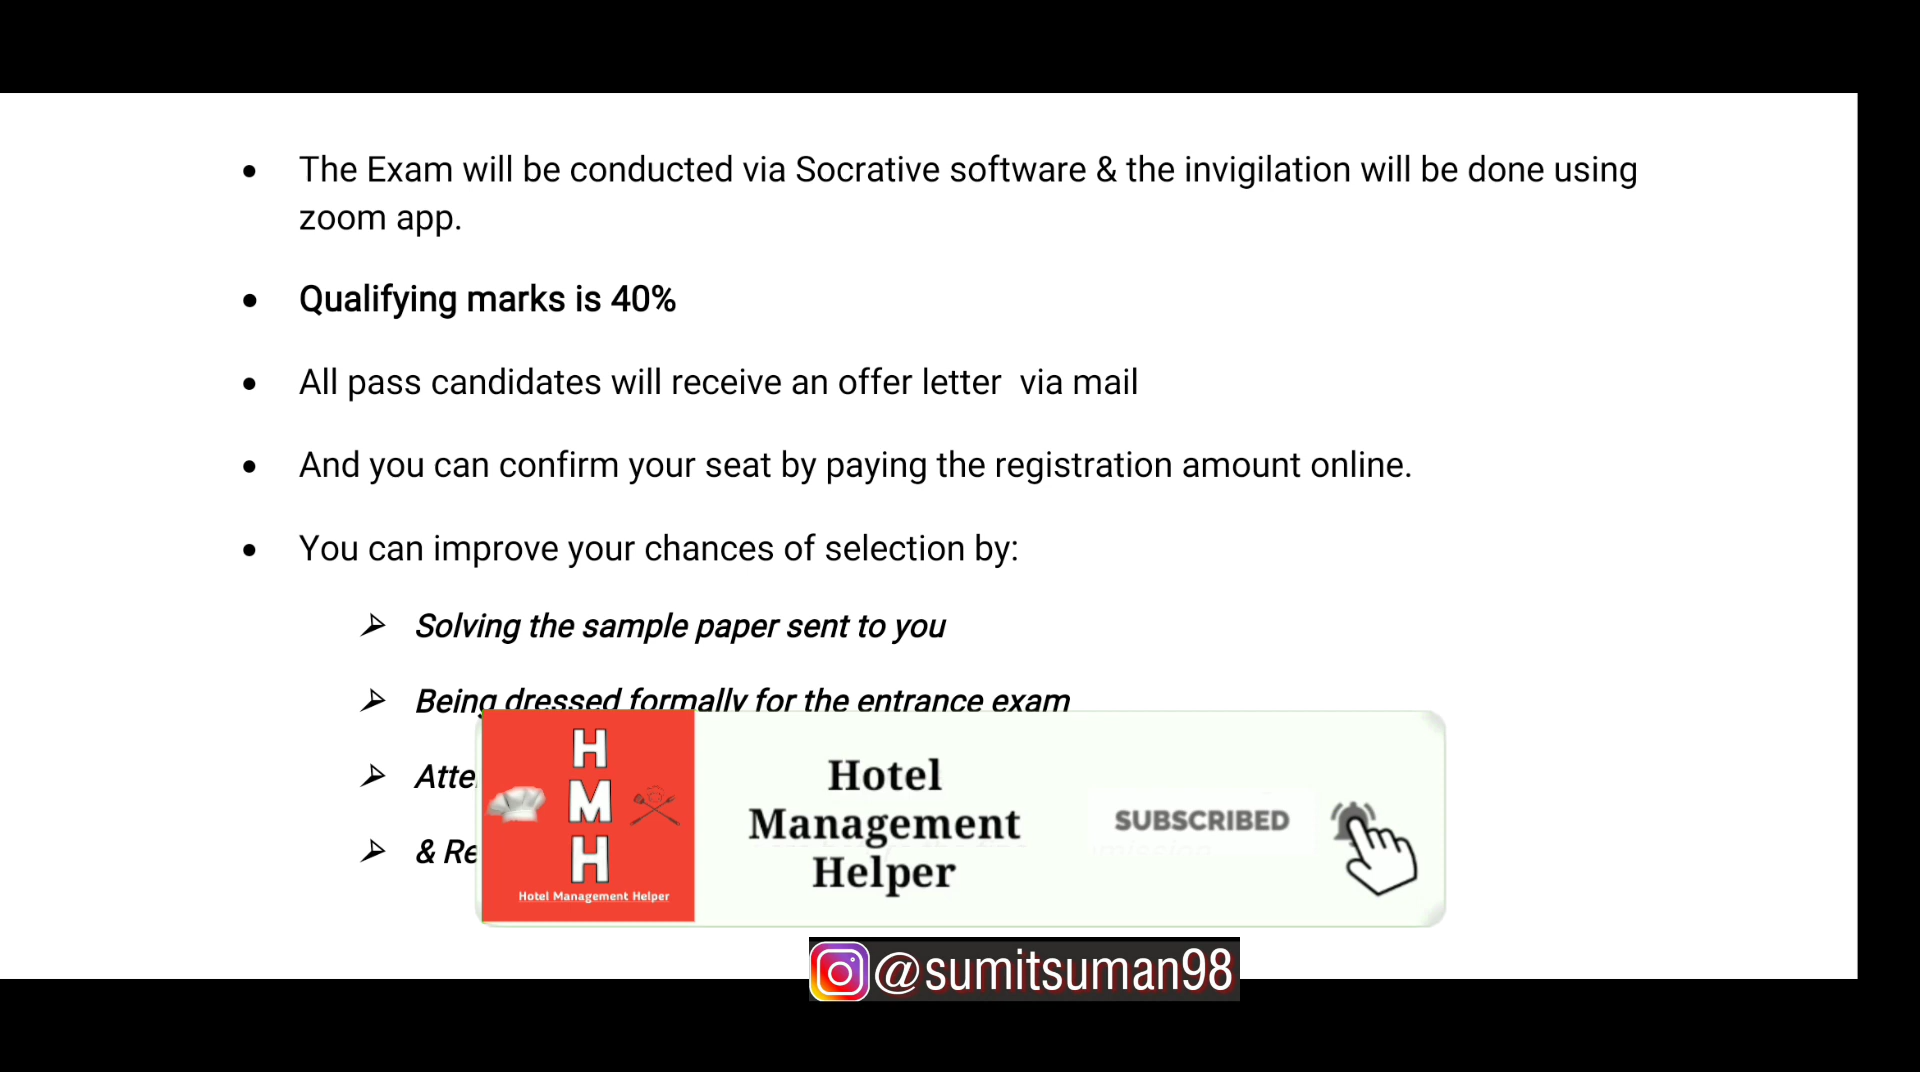 • The Exam will be conducted via Socrative software & the invigilation will be done using
zoom app.
• Qualifying marks is 40%
• All pass candidates will receive an offer letter via mail
• And you can confirm your seat by paying the registration amount online.
• You can improve your chances of selection by:
➢ Solving the sample paper sent to you
➢ Being dressed formally for the entrance exam
➢
➢ &
H
M
H
Hotel Management Helper
Hotel
Management
Helper
SUBSCRIBED
@sumitsuman98